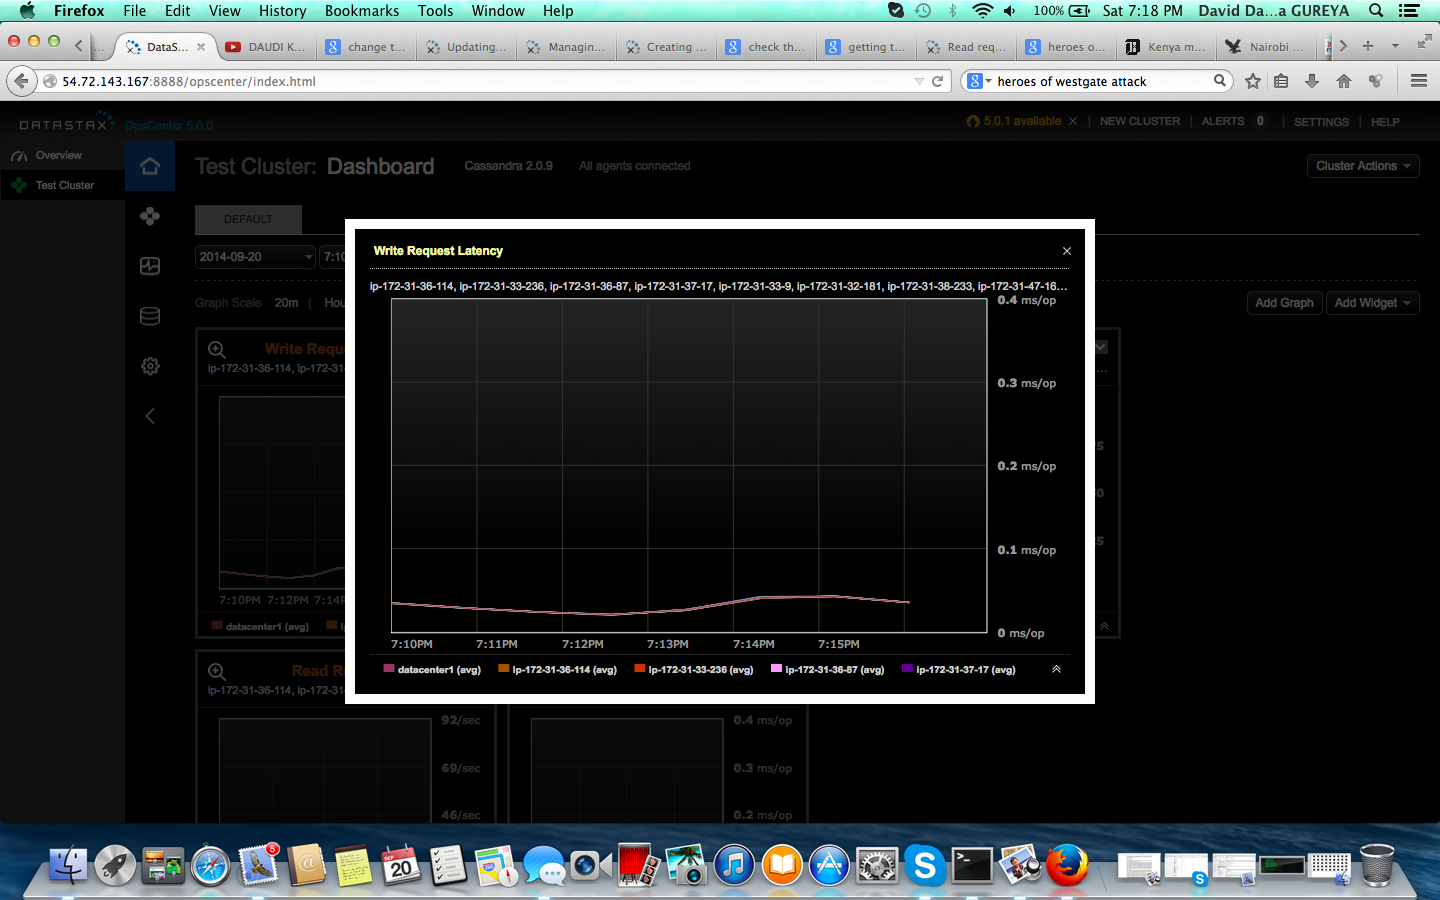 Firefox File Edit View History Bookmarks Tools Window Help 100% Sat 7:18 PM David Da...a GUREYA
... DataS... DAUDI K... change t... Updating... Managin... Creating ... check th... getting t... Read req... heroes o... Kenya m... Nairobi ...
54.72.143.167:8888/opscenter/index.html heroes of westgate attack
DATASTAX OpsCenter 5.0.0 5.0.1 available × NEW CLUSTER ALERTS 0 SETTINGS HELP
Overview
Test Cluster
Test Cluster: Dashboard Cassandra 2.0.9 All agents connected Cluster Actions
DEFAULT
2014-09-20 7:10
Graph Scale 20m Hou
Add Graph Add Widget
Write Requ
ip-172-31-36-114, ip-172-31
7:10PM 7:12PM 7:14P
datacenter1 (avg)
Write Request Latency
ip-172-31-36-114, ip-172-31-33-236, ip-172-31-36-87, ip-172-31-37-17, ip-172-31-33-9, ip-172-31-32-181, ip-172-31-38-233, ip-172-31-47-16...
0.4 ms/op
0.3 ms/op
0.2 ms/op
0.1 ms/op
0 ms/op
7:10PM 7:11PM 7:12PM 7:13PM 7:14PM 7:15PM
datacenter1 (avg) ip-172-31-36-114 (avg) ip-172-31-33-236 (avg) ip-172-31-36-87 (avg) ip-172-31-37-17 (avg)
Read Re
ip-172-31-36-114, ip-172-31
92/sec
69/sec
46/sec
0.4 ms/op
0.3 ms/op
0.2 ms/op
5
SEP
20